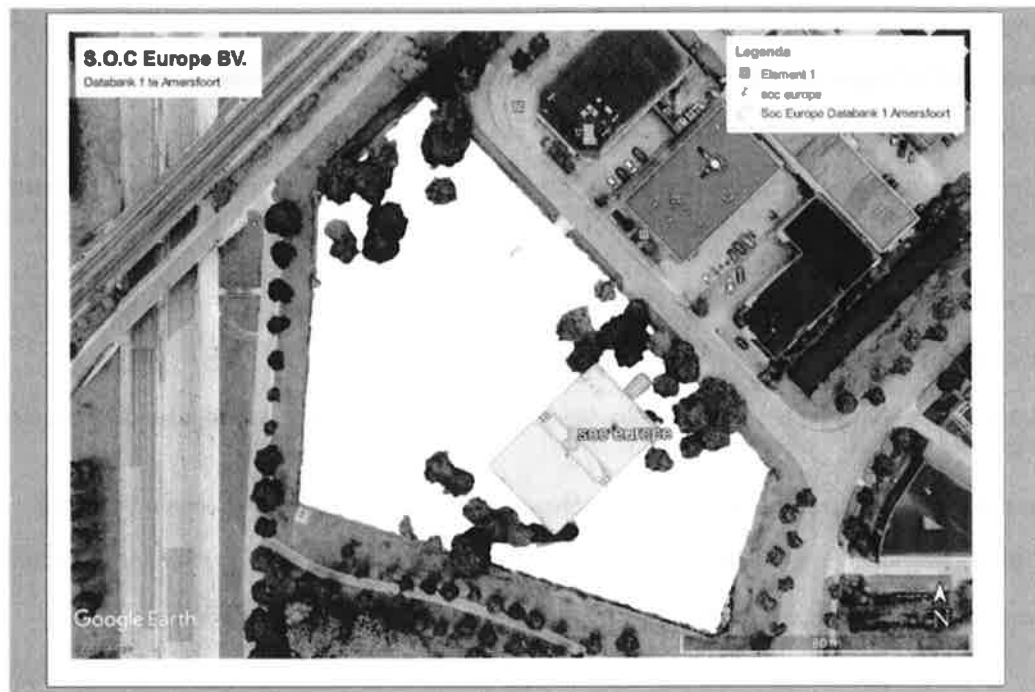 S.O.C Europe BV.
Databank 1 te Amersfoort
Legenda
Element 1
soc europe
Soc Europe Databank 1 Amersfoort
soc europe
Google Earth
N